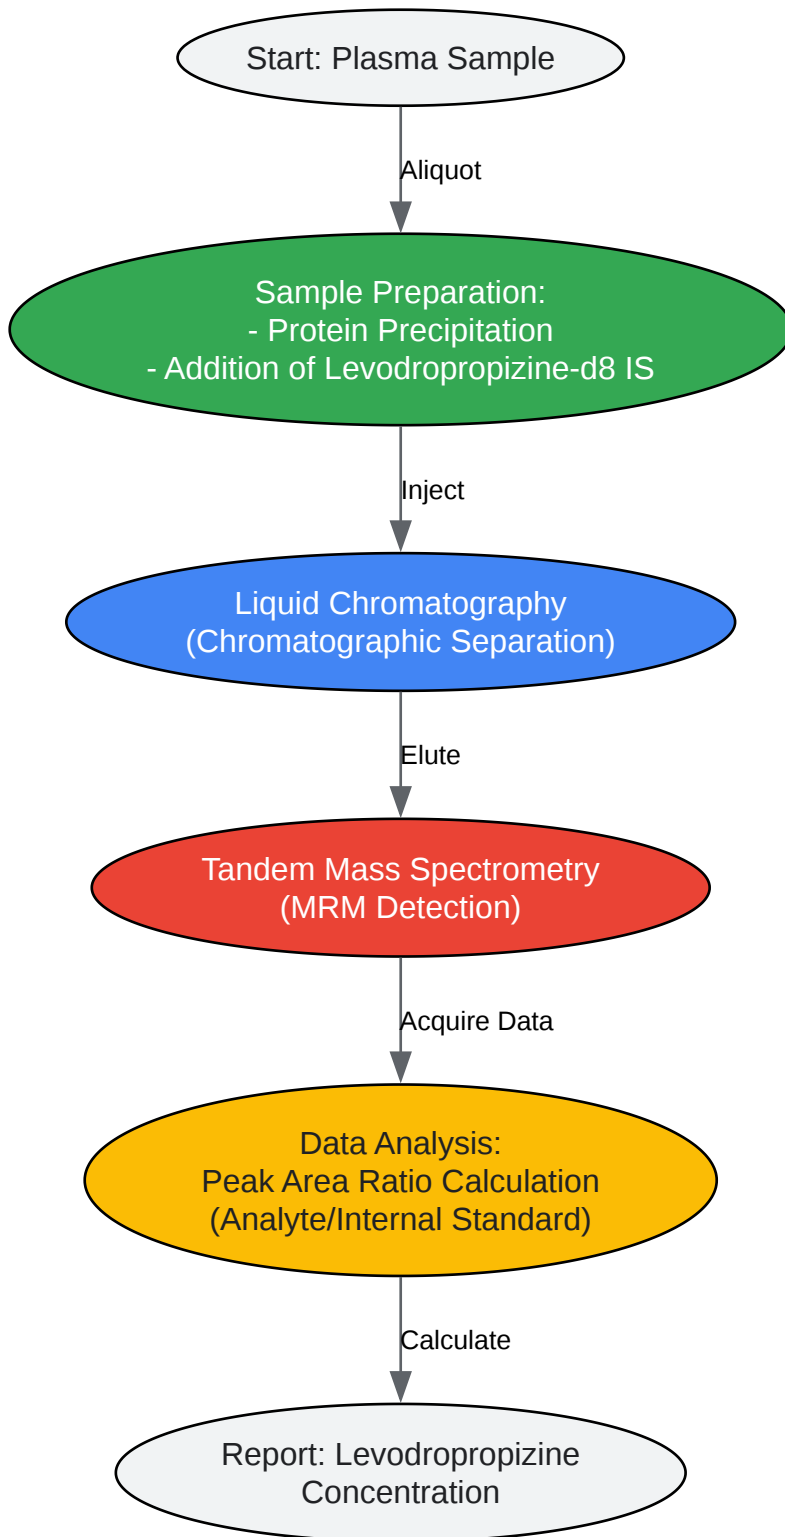 Start: Plasma Sample
Aliquot
Sample Preparation:
- Protein Precipitation
- Addition of Levodropropizine-d8 IS
Inject
Liquid Chromatography
(Chromatographic Separation)
Elute
Tandem Mass Spectrometry
(MRM Detection)
Acquire Data
Data Analysis:
Peak Area Ratio Calculation
(Analyte/Internal Standard)
Calculate
Report: Levodropropizine
Concentration